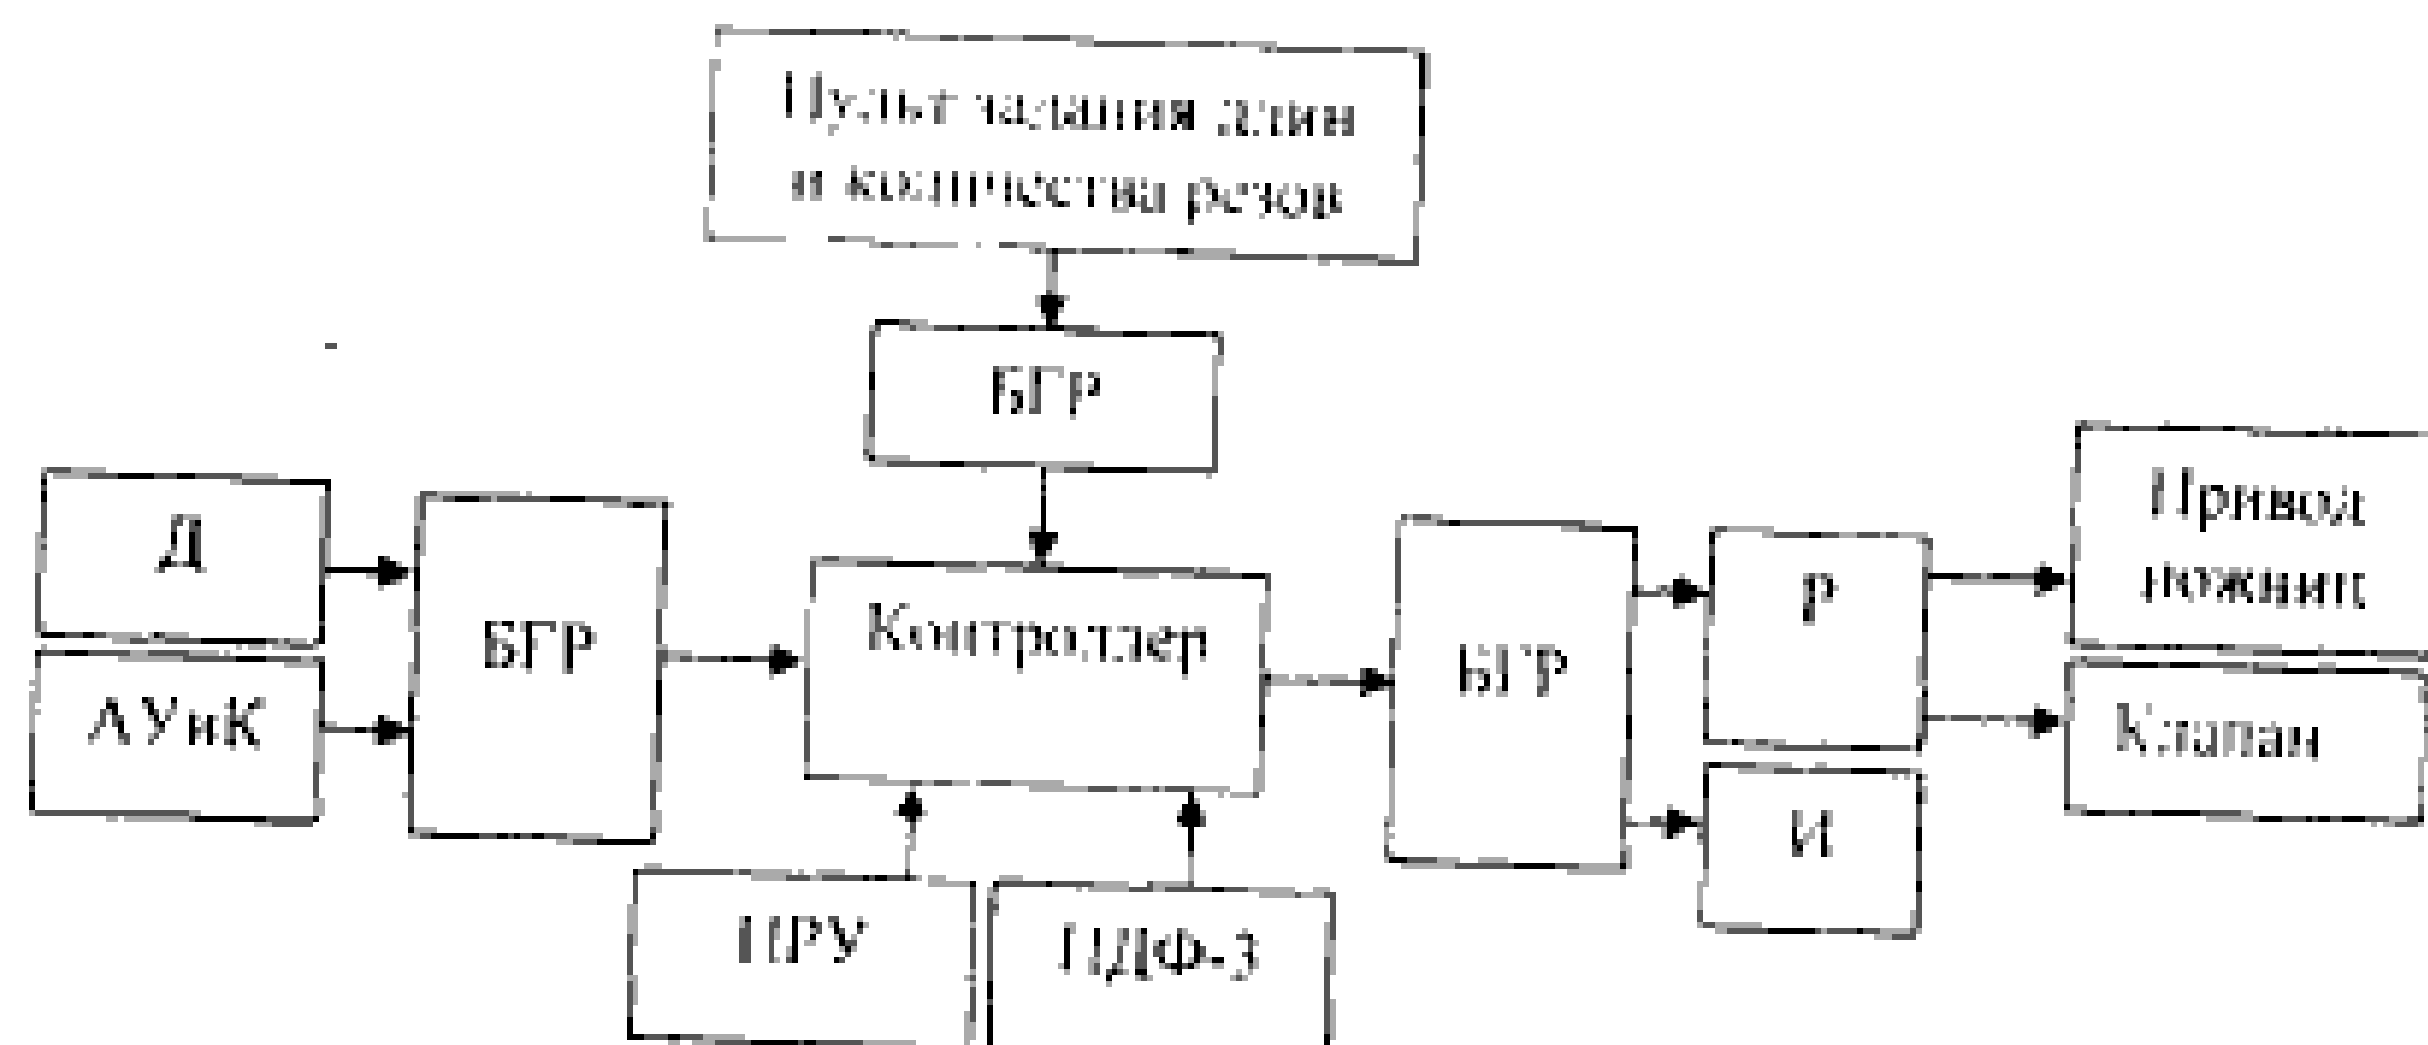 Пульт задания длин
и количества резов
БГР
Д
АУиК
БГР
Контроллер
БГР
Р
И
Привод
ножниц
Клапан
ПРУ
ПДФ-3